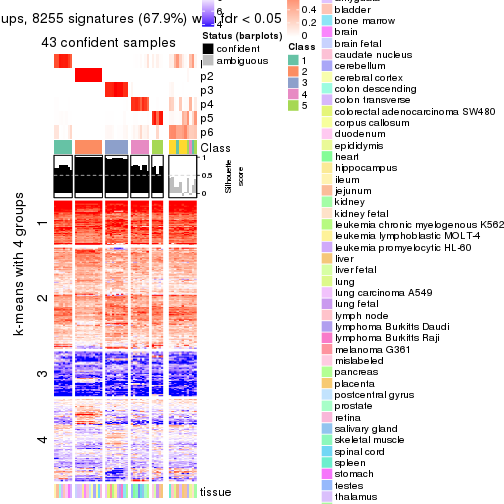 ups, 8255 signatures (67.9%) with fdr < 0.05
43 confident samples
p2
p3
p4
p5
p6
Class
1
0.5
0
Silhouette
score
k-means with 4 groups
1
2
3
4
tissue
4
Status (barplots)
confident
ambiguous
0.4
0.2
0
Class
1
2
3
4
5
bladder
bone marrow
brain
brain fetal
caudate nucleus
cerebellum
cerebral cortex
colon descending
colon transverse
colorectal adenocarcinoma SW480
corpus callosum
duodenum
epididymis
heart
hippocampus
ileum
jejunum
kidney
kidney fetal
leukemia chronic myelogenous K562
leukemia lymphoblastic MOLT-4
leukemia promyelocytic HL-60
liver
liver fetal
lung
lung carcinoma A549
lung fetal
lymph node
lymphoma Burkitts Daudi
lymphoma Burkitts Raji
melanoma G361
mislabeled
pancreas
placenta
postcentral gyrus
prostate
retina
salivary gland
skeletal muscle
spinal cord
spleen
stomach
testes
thalamus